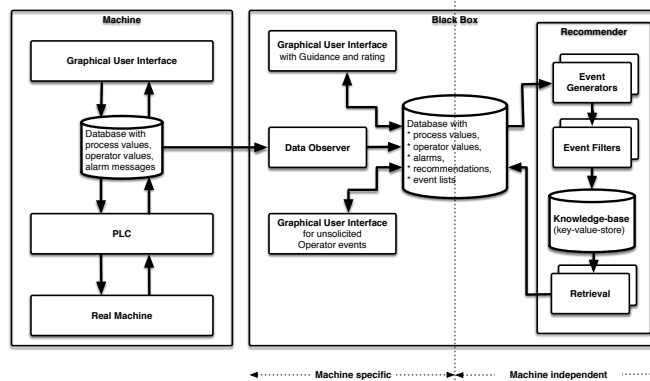 Machine
Graphical User Interface
Database with
process values,
operator values,
alarm messages
PLC
Real Machine
Black Box
Graphical User Interface
with Guidance and rating
Data Observer
Graphical User Interface
for unsolicited
Operator events
Database with
* process values,
* operator values,
* alarms,
* recommendations,
* event lists
Recommender
Event
Generators
Event Filters
Knowledge-base
(key-value-store)
Retrieval
Machine specific
Machine independent